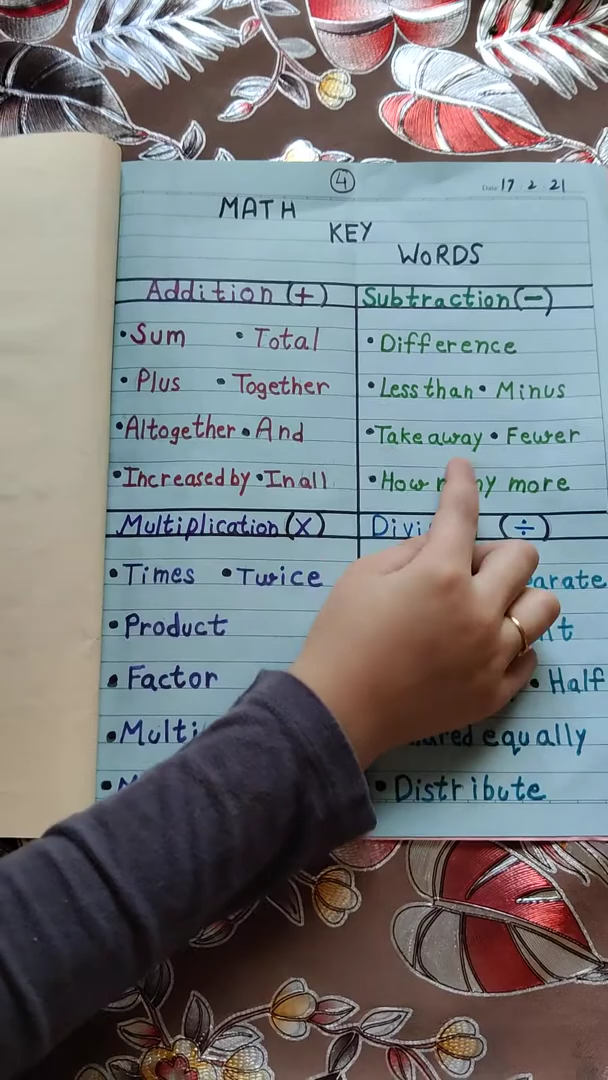 4
Date 17 2 21
MATH
KEY
WORDS
Addition (+)
• Sum • Total
• Plus • Together
• Altogether • And
• Increased by • In all
Subtraction (-)
• Difference
• Less than • Minus
• Take away • Fewer
• How more
Multiplication (X)
• Times • Twice
• Product
• Factor
(÷)
• Half
equally
• Distribute